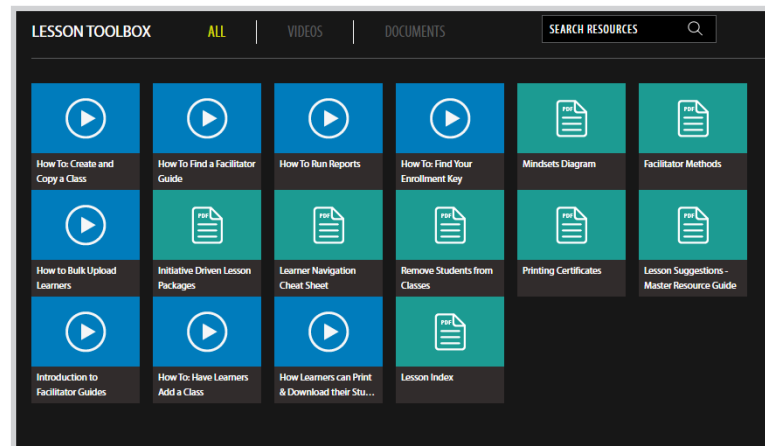 LESSON TOOLBOX ALL VIDEOS DOCUMENTS SEARCH RESOURCES
PDF PDF
How To: Create and
Copy a Class
How To Find a Facilitator
Guide
How To Run Reports
How To: Find Your
Enrollment Key
Mindsets Diagram
Facilitator Methods
PDF PDF PDF PDF PDF
How to Bulk Upload
Learners
Initiative Driven Lesson
Packages
Learner Navigation
Cheat Sheet
Remove Students from
Classes
Printing Certificates
Lesson Suggestions -
Master Resource Guide
PDF
Introduction to
Facilitator Guides
How To: Have Learners
Add a Class
How Learners can Print
& Download their Stu...
Lesson Index